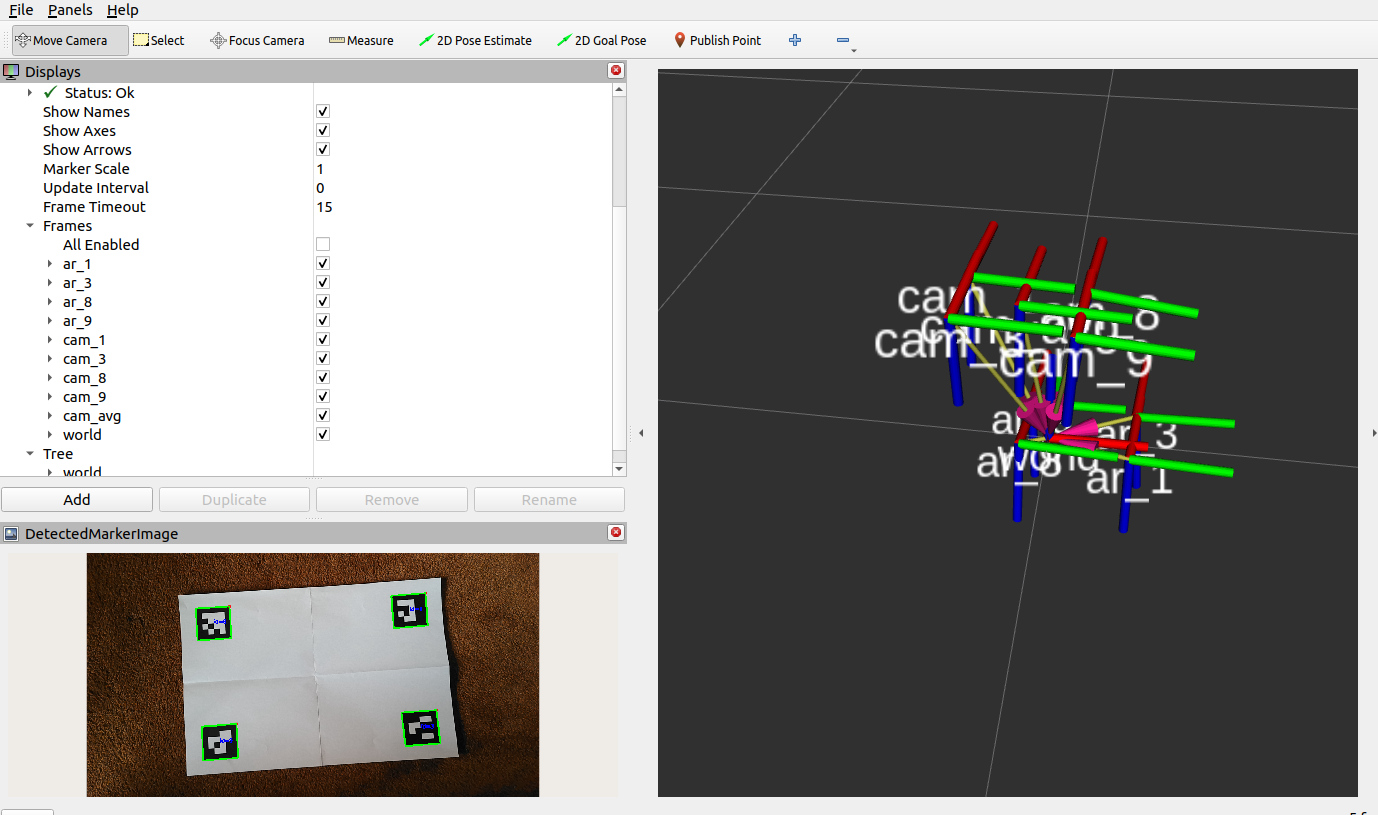 File Panels Help
Move Camera Select Focus Camera Measure 2D Pose Estimate 2D Goal Pose Publish Point
Displays
Status: Ok
Show Names
Show Axes
Show Arrows
Marker Scale 1
Update Interval 0
Frame Timeout 15
Frames
All Enabled
ar_1
ar_3
ar_8
ar_9
cam_1
cam_3
cam_8
cam_9
cam_avg
world
Tree
world
Add Duplicate Remove Rename
DetectedMarkerImage
cam
cam_
cam_9
ar_3
world
ar_1